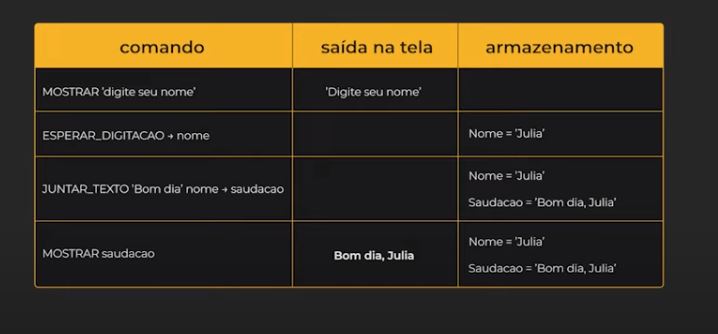 comando saída na tela armazenamento
MOSTRAR 'digite seu nome' 'Digite seu nome'
ESPERAR_DIGITACAO → nome Nome = 'Julia'
JUNTAR_TEXTO 'Bom dia' nome → saudacao Nome = 'Julia'
Saudacao = 'Bom dia, Julia'
MOSTRAR saudacao Bom dia, Julia Nome = 'Julia'
Saudacao = 'Bom dia, Julia'